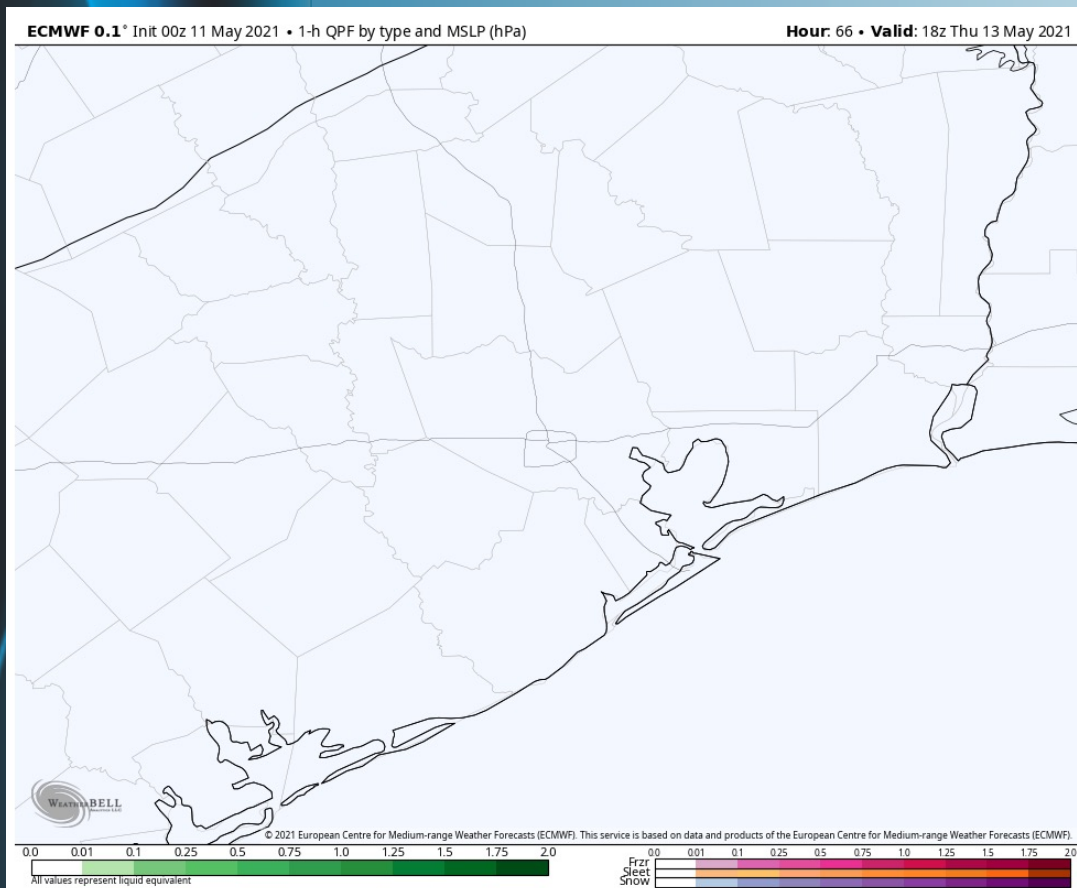 ECMWF 0.1° Init 00z 11 May 2021 • 1-h QPF by type and MSLP (hPa)
Hour: 66 • Valid: 18z Thu 13 May 2021
WEATHERBELL
© 2021 European Centre for Medium-range Weather Forecasts (ECMWF). This service is based on data and products of the European Centre for Medium-range Weather Forecasts (ECMWF).
0.0 0.01 0.1 0.25 0.5 0.75 1.0 1.25 1.5 1.75 2.0
All values represent liquid equivalent
0.0 0.01 0.1 0.25 0.5 0.75 1.0 1.25 1.5 1.75 2.0
Frzr
Sleet
Snow